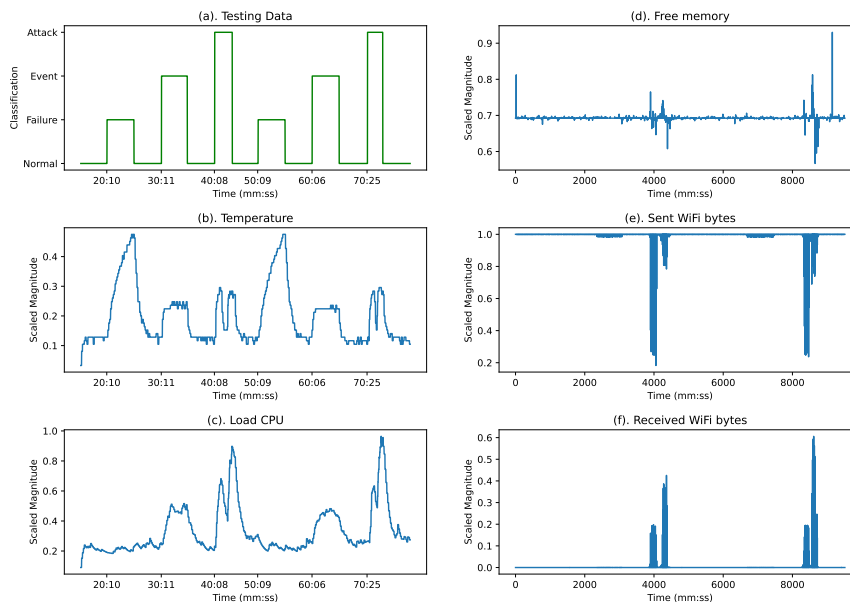 (a). Testing Data
Classification
Attack
Event
Failure
Normal
20:10 30:11 40:08 50:09 60:06 70:25
Time (mm:ss)
(d). Free memory
Scaled Magnitude
0.9
0.8
0.7
0.6
0 2000 4000 6000 8000
Time (mm:ss)
(b). Temperature
Scaled Magnitude
0.4
0.3
0.2
0.1
20:10 30:11 40:08 50:09 60:06 70:25
Time (mm:ss)
(e). Sent WiFi bytes
Scaled Magnitude
1.0
0.8
0.6
0.4
0.2
0 2000 4000 6000 8000
Time (mm:ss)
(c). Load CPU
Scaled Magnitude
1.0
0.8
0.6
0.4
0.2
20:10 30:11 40:08 50:09 60:06 70:25
Time (mm:ss)
(f). Received WiFi bytes
Scaled Magnitude
0.6
0.5
0.4
0.3
0.2
0.1
0.0
0 2000 4000 6000 8000
Time (mm:ss)